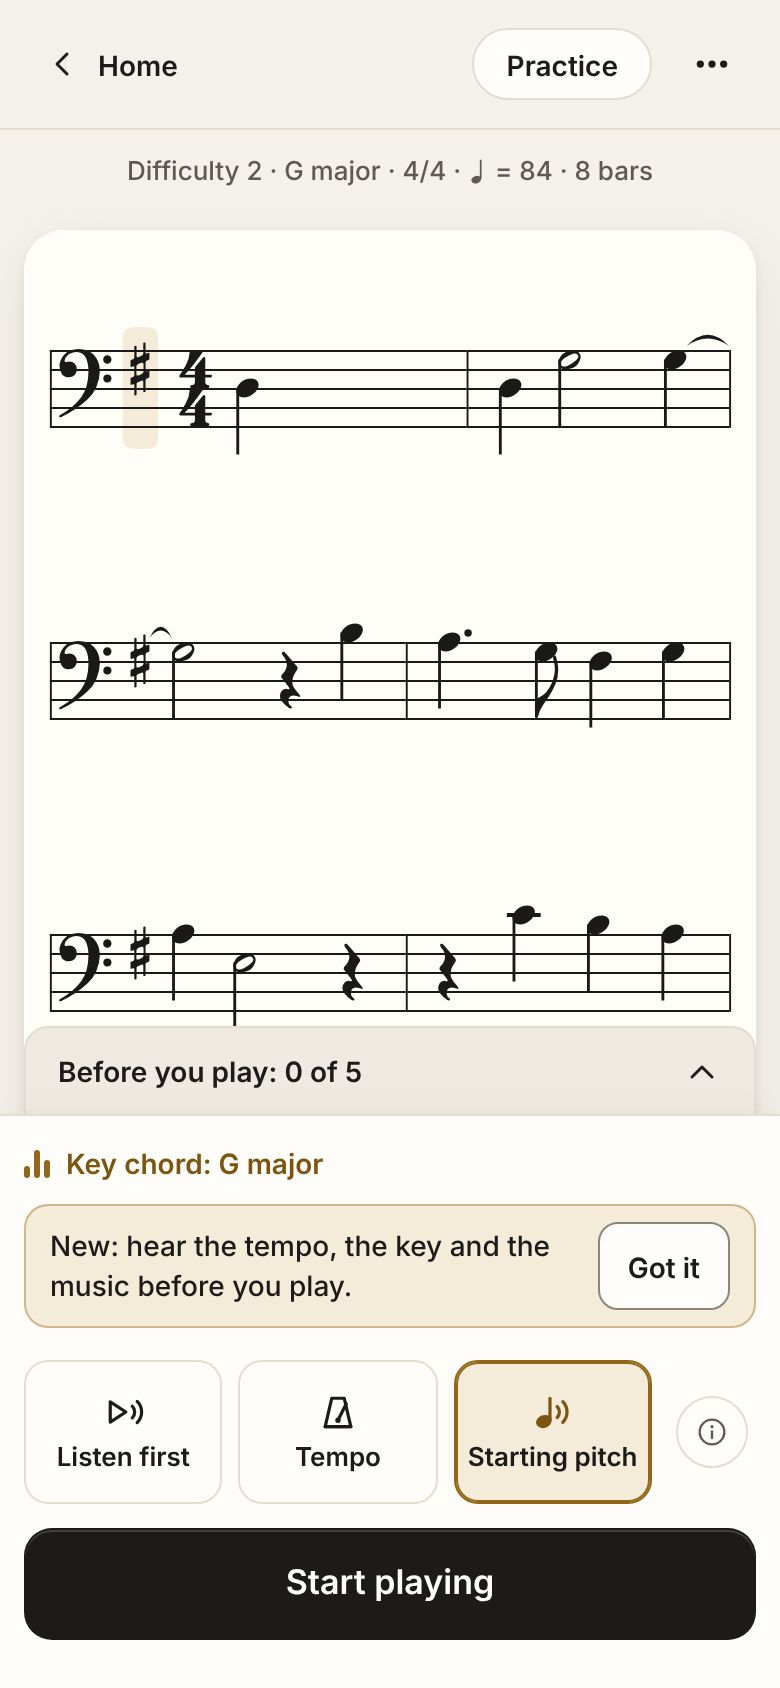 Home
Practice
Difficulty 2 · G major · 4/4 · ♩ = 84 · 8 bars
4
4
Before you play: 0 of 5
Key chord: G major
New: hear the tempo, the key and the
music before you play.
Got it
Listen first
Tempo
Starting pitch
Start playing